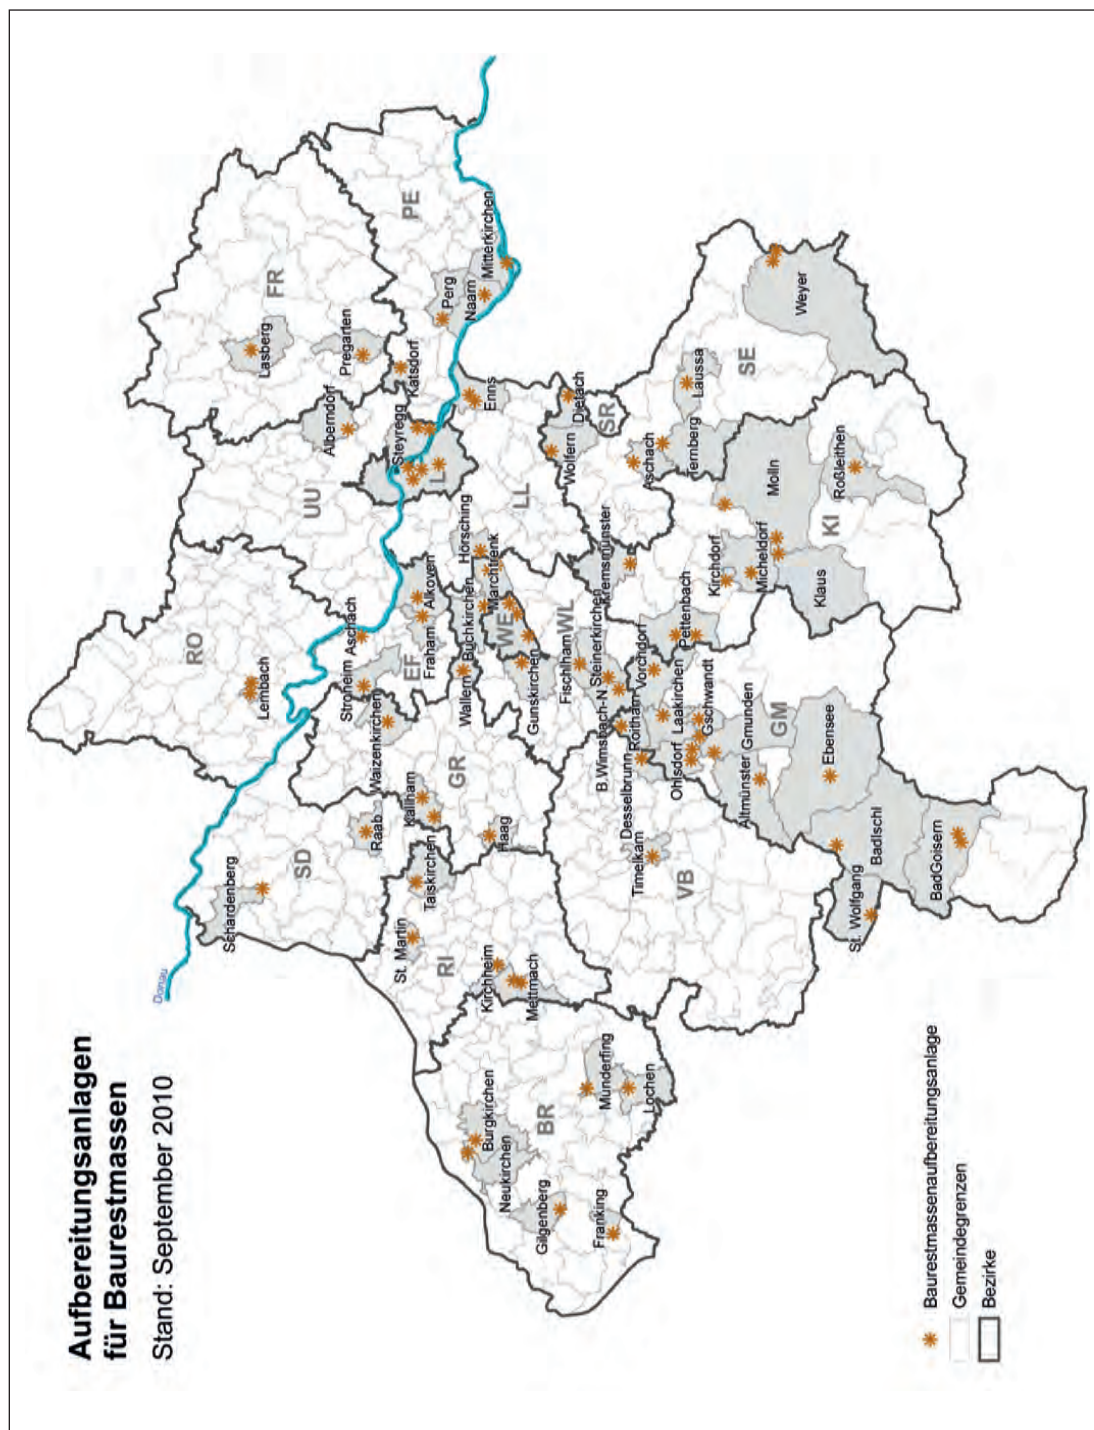 Aufbereitungsanlagen
für Baurestmassen
Stand: September 2010
Donau
Schärdenberg
SD
Raab
St. Martin
Taiskirchen
RI
Kirchheim
Mettmach
Burgkirchen
Neukirchen
BR
Gilgenberg
Franking
Munderfing
Lochen
RO
Lembach
Aschach
Stroheim
Waizenkirchen
EF
Fraham
Alkoven
Kallham
GR
Haag
Wallern
Buchkirchen
Hörsching
Marchtrenk
WE
WL
Gunskirchen
Fischlham
Steinerkirchen
B.Wimsbach-N
Roitham
Desselbrunn
Timelkam
VB
UU
Alberndorf
Steyregg
L
LL
FR
Lasberg
Pregarten
Katsdorf
PE
Perg
Naarn
Mitterkirchen
Enns
Dietach
Wolfern
SR
Aschach
Ternberg
Laussa
SE
Weyer
Kremsmünster
Kirchdorf
Micheldorf
Molln
KI
Roßleithen
Klaus
Pettenbach
Vorchdorf
Laakirchen
Gschwandt
Ohlsdorf
Gmunden
GM
Altmünster
Ebensee
BadIschl
St. Wolfgang
BadGoisern
Baurestmassenaufbereitungsanlage
Gemeindegrenzen
Bezirke